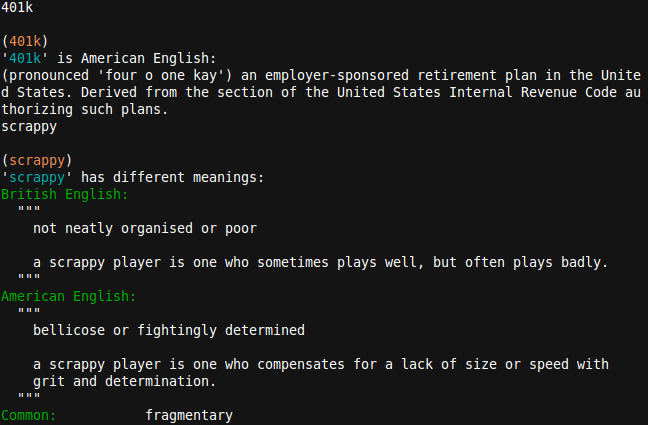 401k
(401k)
'401k' is American English:
(pronounced 'four o one kay') an employer-sponsored retirement plan in the Unite
d States. Derived from the section of the United States Internal Revenue Code au
thorizing such plans.
scrappy
(scrappy)
'scrappy' has different meanings:
British English:
"""
not neatly organised or poor
a scrappy player is one who sometimes plays well, but often plays badly.
"""
American English:
"""
bellicose or fightingly determined
a scrappy player is one who compensates for a lack of size or speed with
grit and determination.
"""
Common: fragmentary